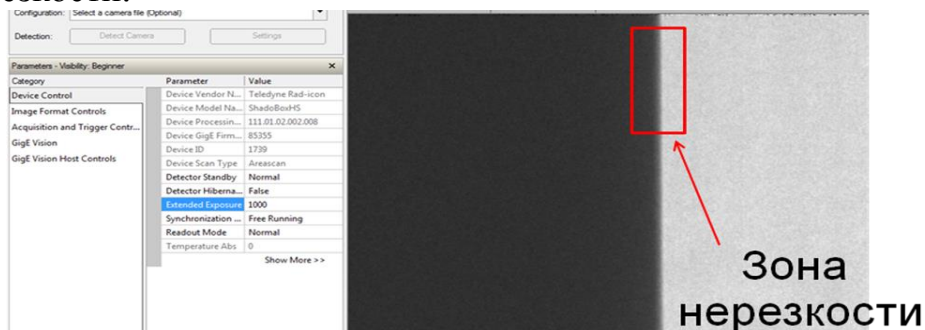 Configuration: Select a camera file (Optional)
Detection: Detect Camera Settings
Parameters - Visibility: Beginner ×
Category Parameter Value
Device Control Device Vendor N... Teledyne Rad-icon
Image Format Controls Device Model Na... ShadoBoxHS
Acquisition and Trigger Contr... Device Processin... 111.01.02.002.008
GigE Vision Device GigE Firm... 85355
GigE Vision Host Controls Device ID 1739
Device Scan Type Areascan
Detector Standby Normal
Detector Hiberna... False
Extended Exposure 1000
Synchronization ... Free Running
Readout Mode Normal
Temperature Abs 0
Show More >>
Зона
нерезкости